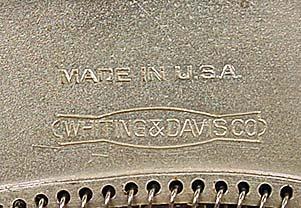 MADE IN U.S.A.
WHITING & DAVIS CO